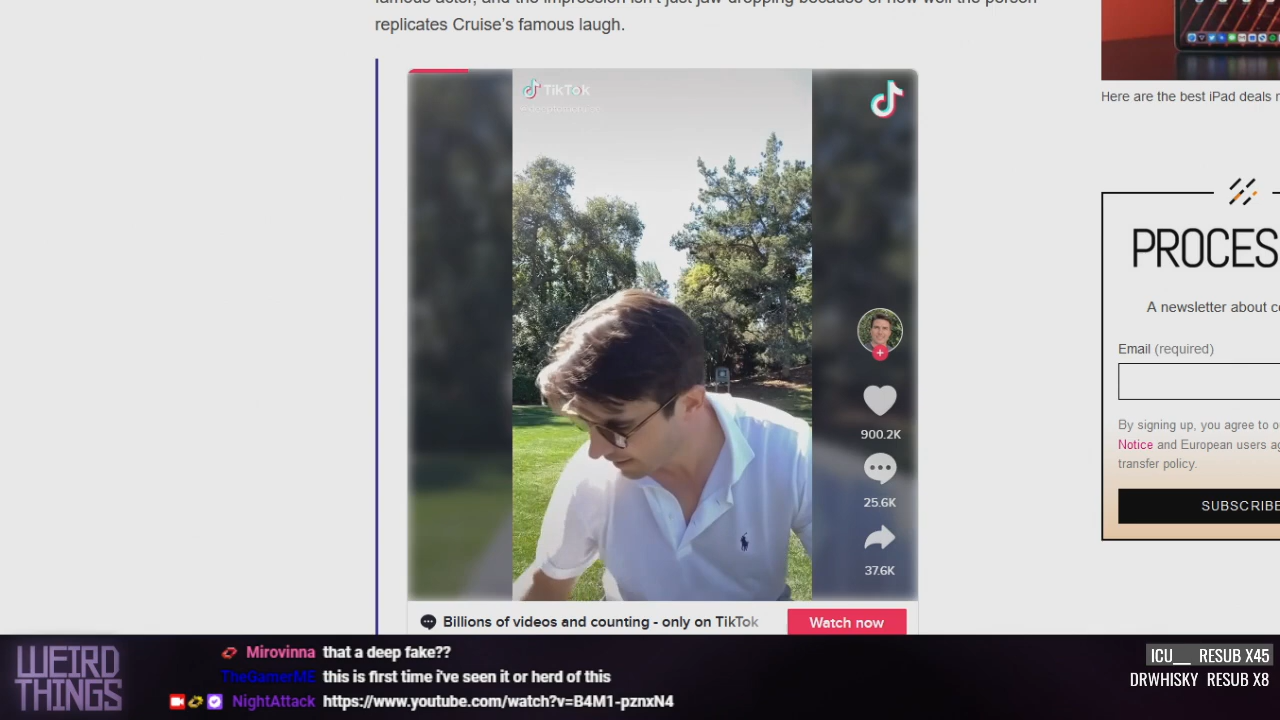 replicates Cruise's famous laugh.
TikTok
Here are the best iPad deals
PROCES
A newsletter about
Email (required)
900.2K
By signing up, you agree to
Notice and European users
transfer policy.
25.6K
SUBSCRIBE
37.6K
Billions of videos and counting - only on TikTok
Watch now
WEIRD
THINGS
Mirovinna that a deep fake??
TheGamerME this is first time i've seen it or herd of this
NightAttack https://www.youtube.com/watch?v=B4M1-pznxN4
ICU__ RESUB X45
DRWHISKY RESUB X8